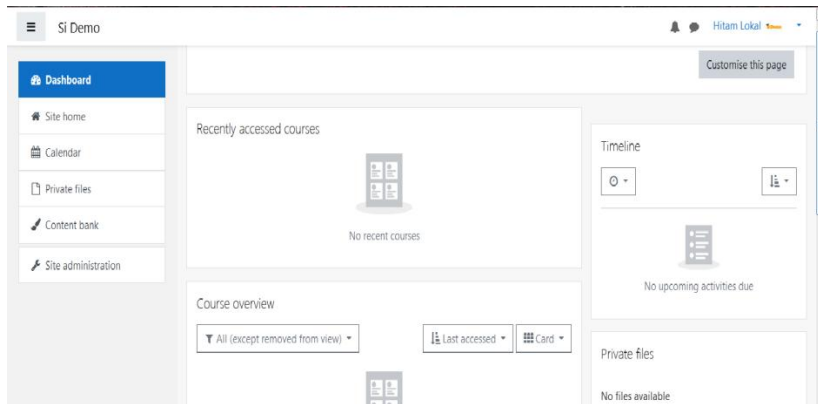 Si Demo
Hitam Lokal
Customise this page
Dashboard
Site home
Calendar
Private files
Content bank
Site administration
Recently accessed courses
No recent courses
Course overview
All (except removed from view)
Last accessed
Card
Timeline
No upcoming activities due
Private files
No files available